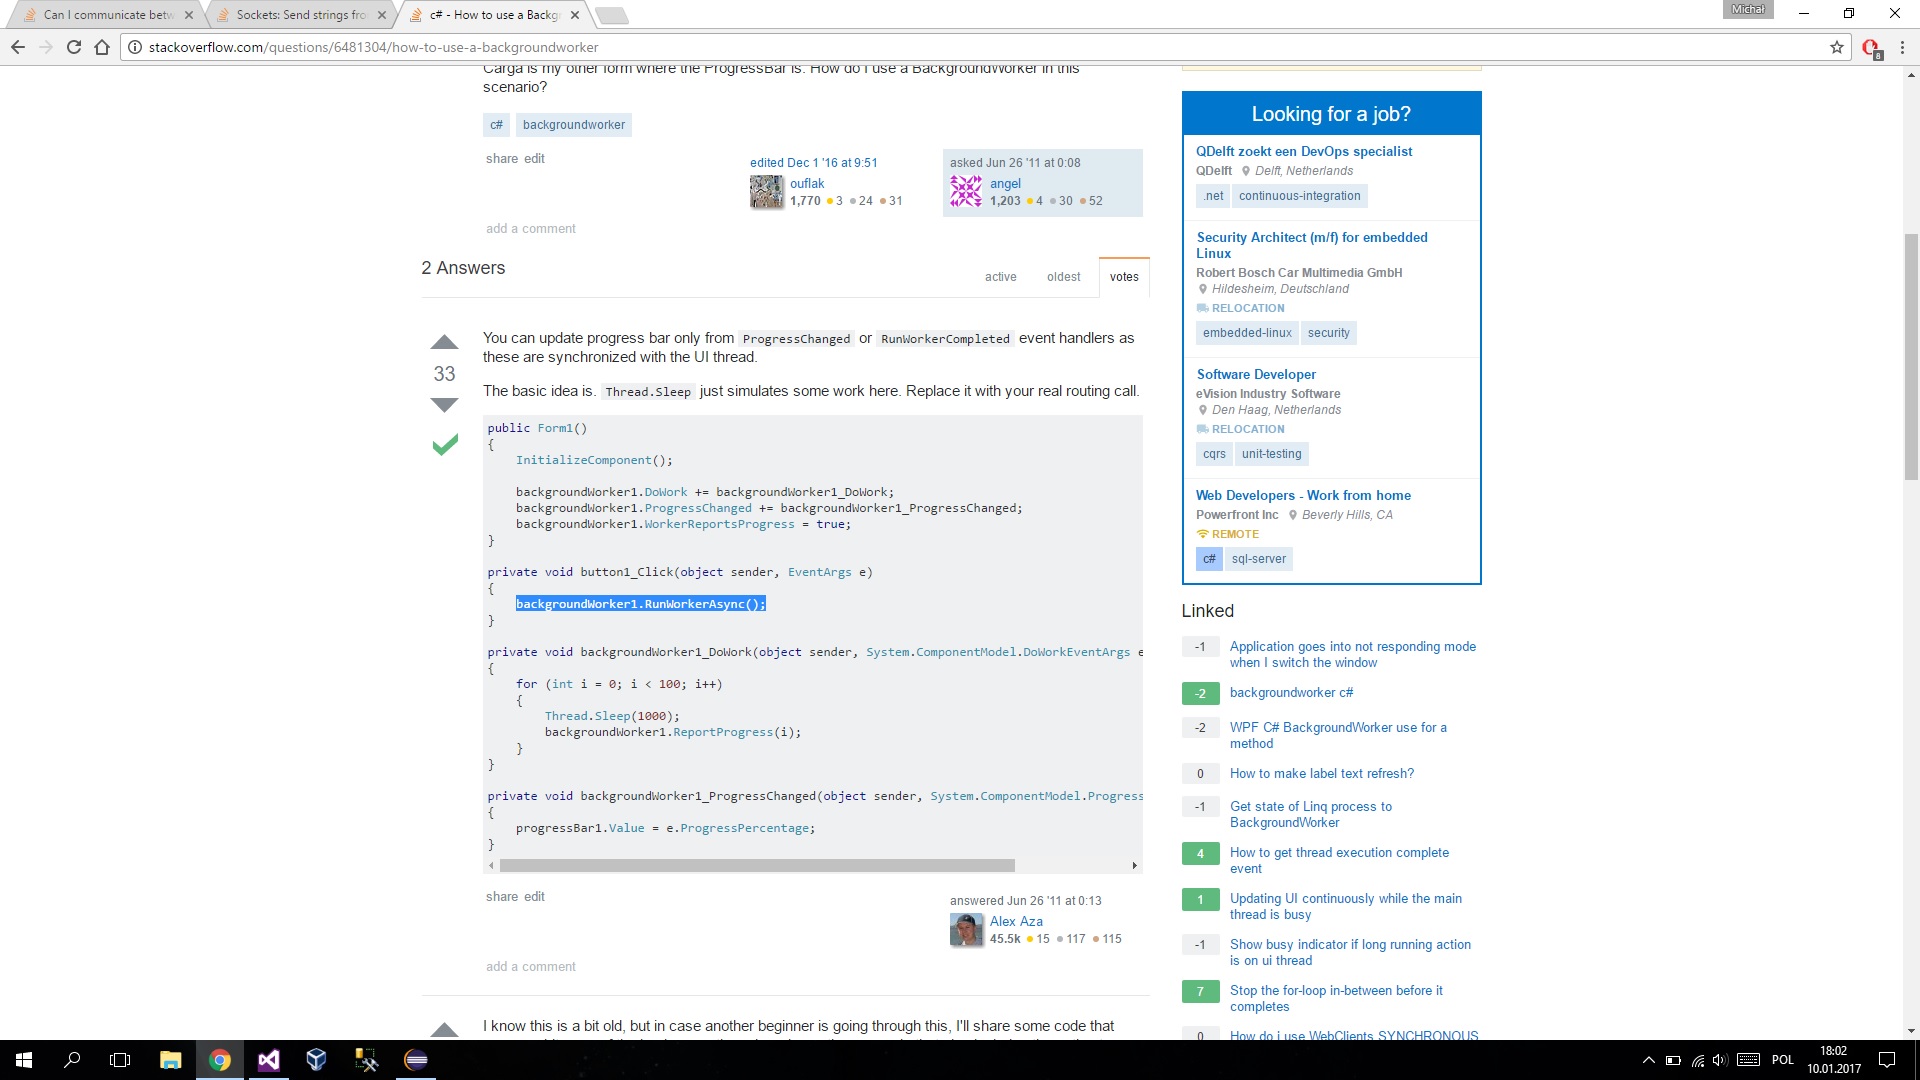 Can I communicate betw
Sockets: Send strings fro
c# - How to use a Backg
Michał
stackoverflow.com/questions/6481304/how-to-use-a-backgroundworker
8
Carga is my other form where the ProgressBar is. How do I use a BackgroundWorker in this
scenario?
c# backgroundworker
share edit
edited Dec 1 '16 at 9:51
ouflak
1,770 3 24 31
asked Jun 26 '11 at 0:08
angel
1,203 4 30 52
add a comment
2 Answers
active oldest votes
33
You can update progress bar only from ProgressChanged or RunWorkerCompleted event handlers as
these are synchronized with the UI thread.
The basic idea is. Thread.Sleep just simulates some work here. Replace it with your real routing call.
public Form1()
{
    InitializeComponent();

    backgroundWorker1.DoWork += backgroundWorker1_DoWork;
    backgroundWorker1.ProgressChanged += backgroundWorker1_ProgressChanged;
    backgroundWorker1.WorkerReportsProgress = true;
}

private void button1_Click(object sender, EventArgs e)
{
    backgroundWorker1.RunWorkerAsync();
}

private void backgroundWorker1_DoWork(object sender, System.ComponentModel.DoWorkEventArgs e
{
    for (int i = 0; i < 100; i++)
    {
        Thread.Sleep(1000);
        backgroundWorker1.ReportProgress(i);
    }
}

private void backgroundWorker1_ProgressChanged(object sender, System.ComponentModel.Progress
{
    progressBar1.Value = e.ProgressPercentage;
}
share edit
answered Jun 26 '11 at 0:13
Alex Aza
45.5k 15 117 115
add a comment
I know this is a bit old, but in case another beginner is going through this, I'll share some code that
Looking for a job?
QDelft zoekt een DevOps specialist
QDelft Delft, Netherlands
.net continuous-integration
Security Architect (m/f) for embedded
Linux
Robert Bosch Car Multimedia GmbH
Hildesheim, Deutschland
RELOCATION
embedded-linux security
Software Developer
eVision Industry Software
Den Haag, Netherlands
RELOCATION
cqrs unit-testing
Web Developers - Work from home
Powerfront Inc Beverly Hills, CA
REMOTE
c# sql-server
Linked
-1 Application goes into not responding mode
when I switch the window
-2 backgroundworker c#
-2 WPF C# BackgroundWorker use for a
method
0 How to make label text refresh?
-1 Get state of Linq process to
BackgroundWorker
4 How to get thread execution complete
event
1 Updating UI continuously while the main
thread is busy
-1 Show busy indicator if long running action
is on ui thread
7 Stop the for-loop in-between before it
completes
0 How do i use WebClients SYNCHRONOUS
POL
18:02
10.01.2017